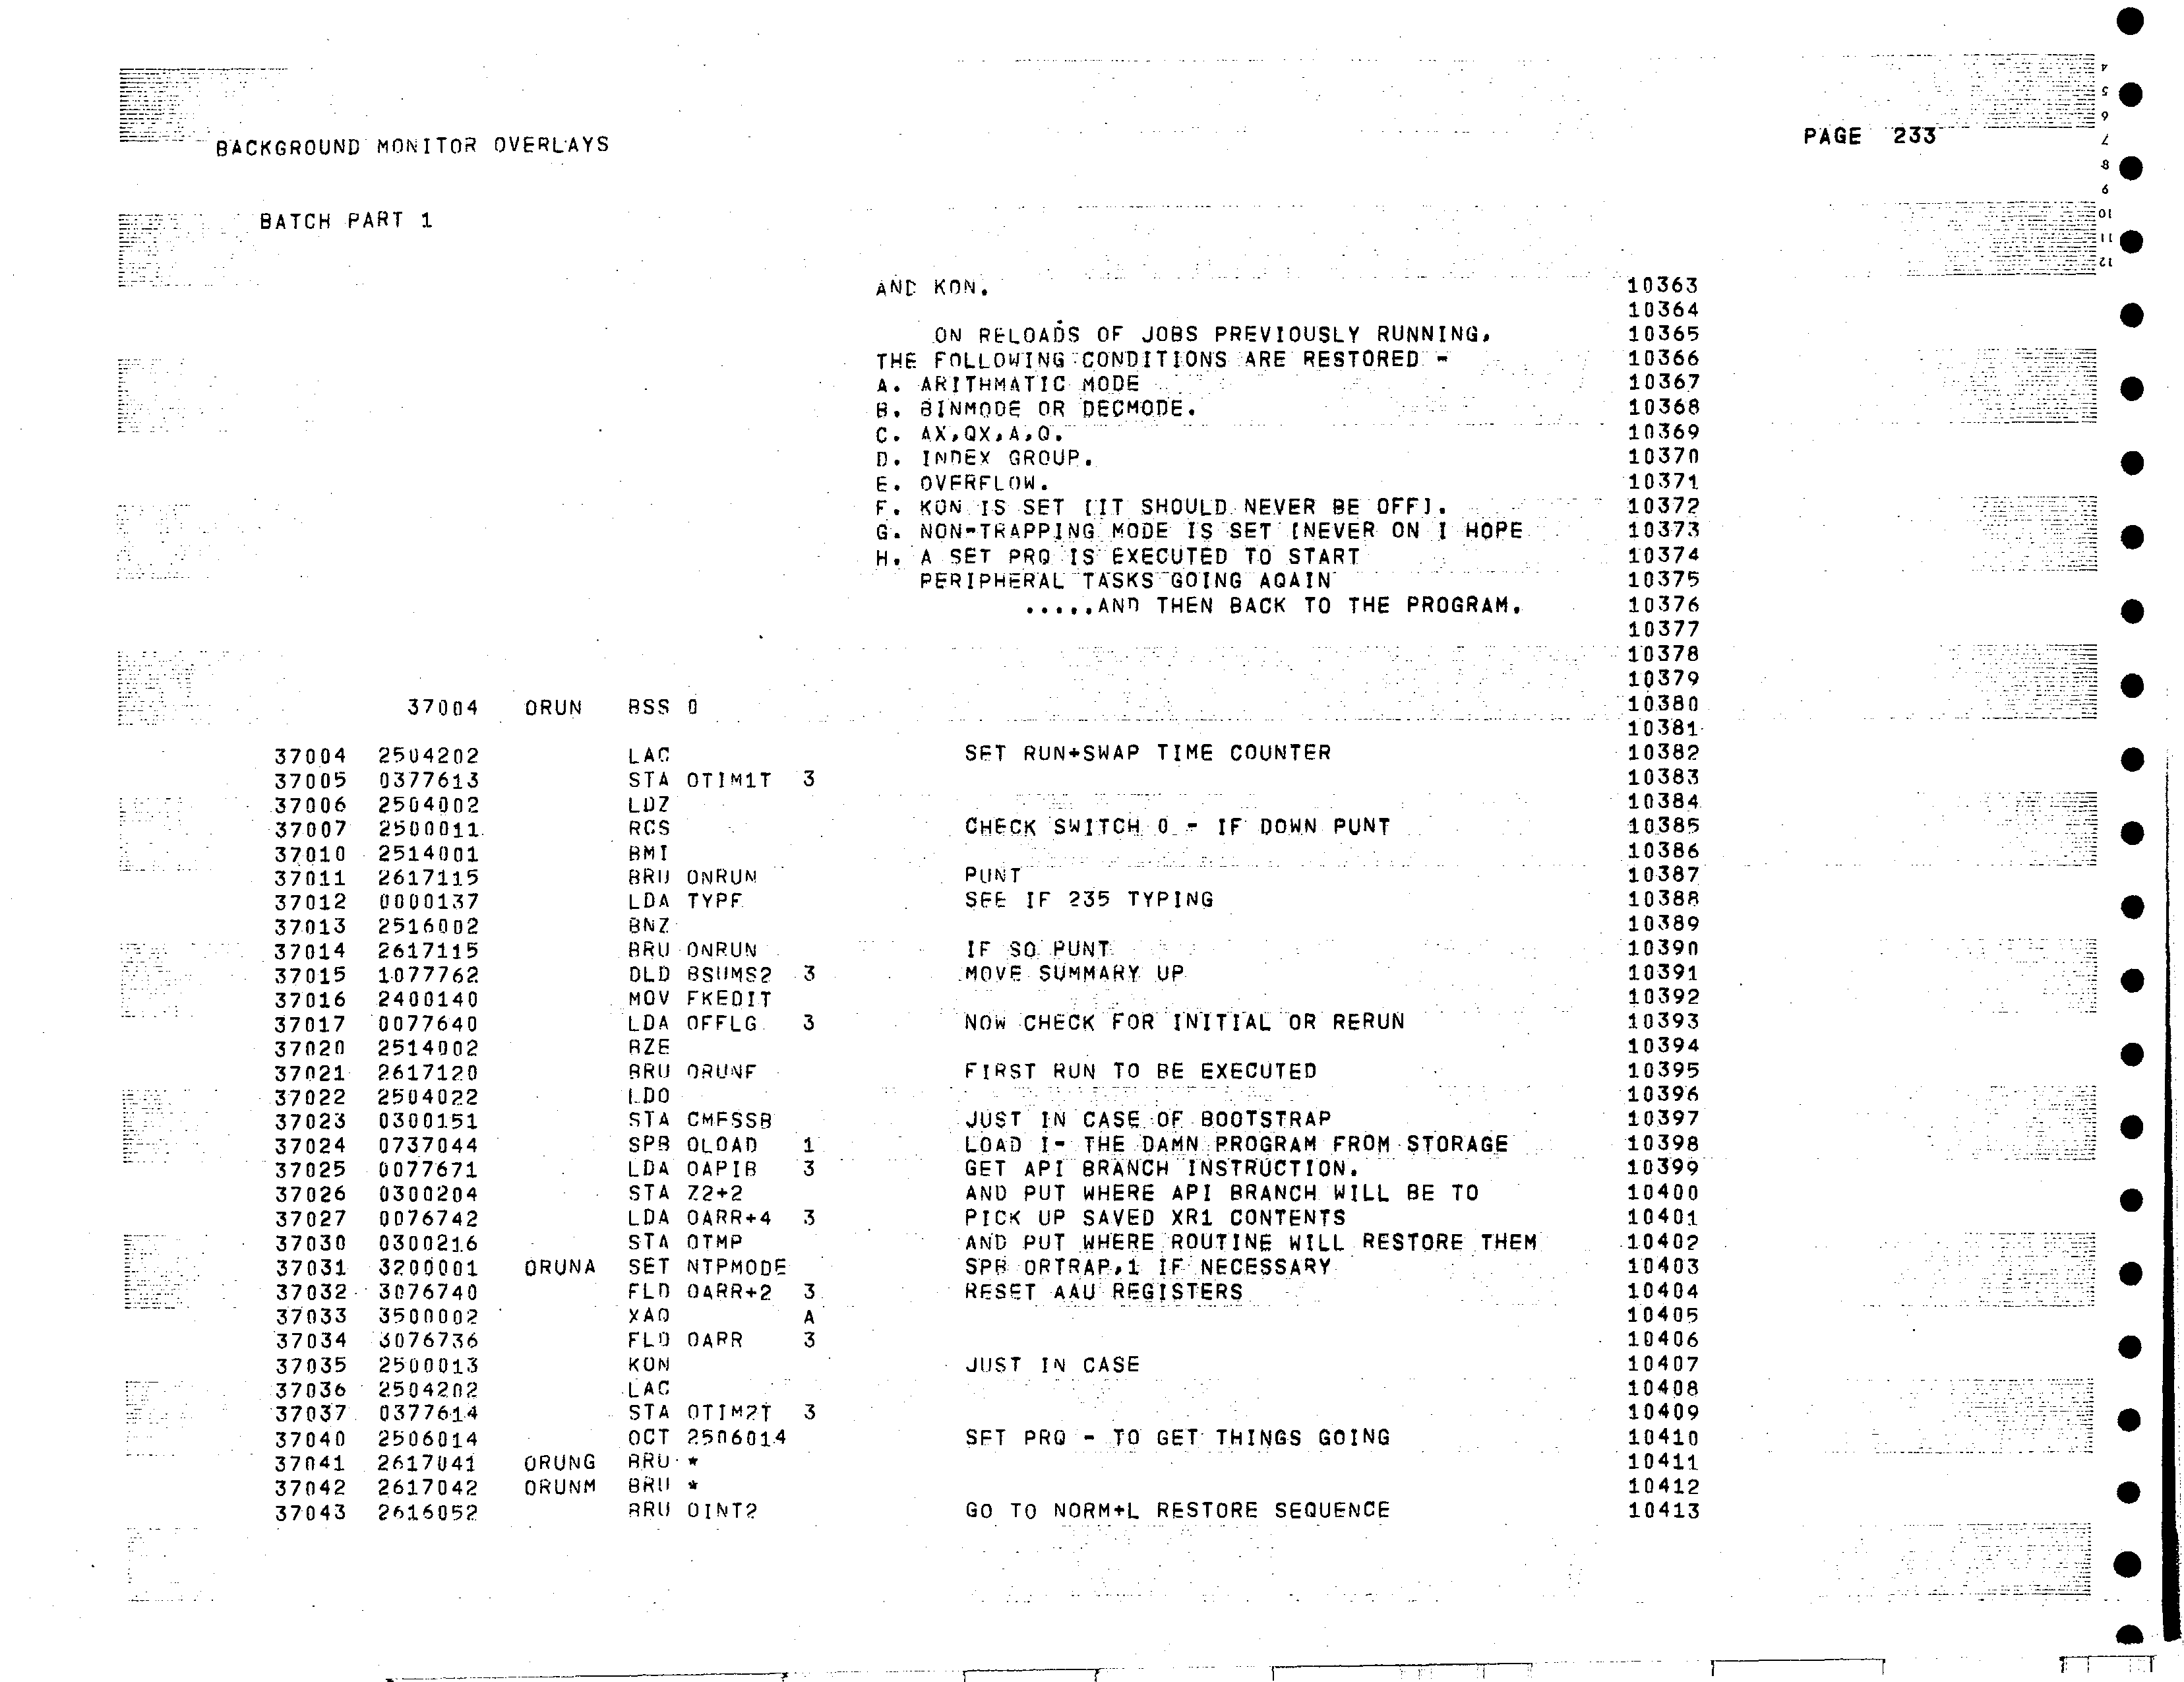 BACKGROUND MONITOR OVERLAYS PAGE 233
BATCH PART 1
AND KON. 10363
10364
ON RELOADS OF JOBS PREVIOUSLY RUNNING, 10365
THE FOLLOWING CONDITIONS ARE RESTORED - 10366
A. ARITHMATIC MODE 10367
B. BINMODE OR DECMODE. 10368
C. AX,QX,A,Q. 10369
D. INDEX GROUP. 10370
E. OVERFLOW. 10371
F. KON IS SET [IT SHOULD NEVER BE OFF]. 10372
G. NON-TRAPPING MODE IS SET [NEVER ON I HOPE 10373
H. A SET PRQ IS EXECUTED TO START 10374
PERIPHERAL TASKS GOING AQAIN 10375
.....AND THEN BACK TO THE PROGRAM. 10376
10377
10378
10379
37004 ORUN BSS 0 10380
10381
37004 2504202 LAC SET RUN+SWAP TIME COUNTER 10382
37005 0377613 STA OTIM1T 3 10383
37006 2504002 LDZ 10384
37007 2500011 RCS CHECK SWITCH 0 - IF DOWN PUNT 10385
37010 2514001 BMI 10386
37011 2617115 BRU ONRUN PUNT 10387
37012 0000137 LDA TYPF SEE IF 235 TYPING 10388
37013 2516002 BNZ 10389
37014 2617115 BRU ONRUN IF SO PUNT 10390
37015 1077762 DLD BSUMS2 3 MOVE SUMMARY UP 10391
37016 2400140 MOV FKEDIT 10392
37017 0077640 LDA OFFLG 3 NOW CHECK FOR INITIAL OR RERUN 10393
37020 2514002 BZE 10394
37021 2617120 BRU ORUNF FIRST RUN TO BE EXECUTED 10395
37022 2504022 LDO 10396
37023 0300151 STA CMFSSB JUST IN CASE OF BOOTSTRAP 10397
37024 0737044 SPB OLOAD 1 LOAD I- THE DAMN PROGRAM FROM STORAGE 10398
37025 0077671 LDA OAPIB 3 GET API BRANCH INSTRUCTION. 10399
37026 0300204 STA Z2+2 AND PUT WHERE API BRANCH WILL BE TO 10400
37027 0076742 LDA OARR+4 3 PICK UP SAVED XR1 CONTENTS 10401
37030 0300216 STA OTMP AND PUT WHERE ROUTINE WILL RESTORE THEM 10402
37031 3200001 ORUNA SET NTPMODE SPB ORTRAP,1 IF NECESSARY 10403
37032 3076740 FLD OARR+2 3 RESET AAU REGISTERS 10404
37033 3500002 XAQ A 10405
37034 3076736 FLD OARR 3 10406
37035 2500013 KON JUST IN CASE 10407
37036 2504202 LAC 10408
37037 0377614 STA OTIM2T 3 10409
37040 2506014 OCT 2506014 SET PRQ - TO GET THINGS GOING 10410
37041 2617041 ORUNG BRU * 10411
37042 2617042 ORUNM BRU * 10412
37043 2616052 BRU OINT2 GO TO NORM+L RESTORE SEQUENCE 10413